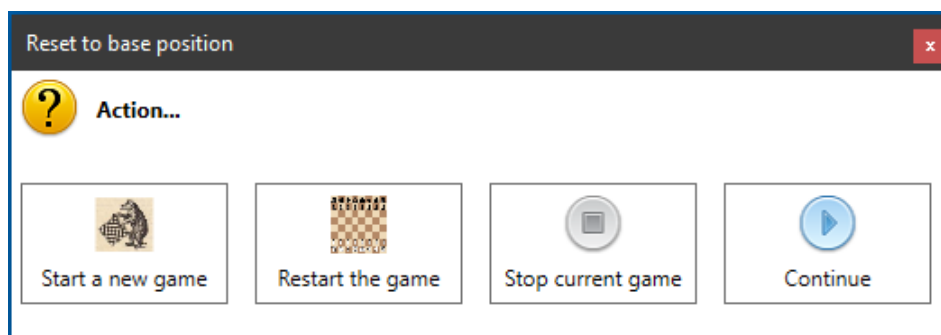 Reset to base position
x
?
Action...
Start a new game
Restart the game
Stop current game
Continue